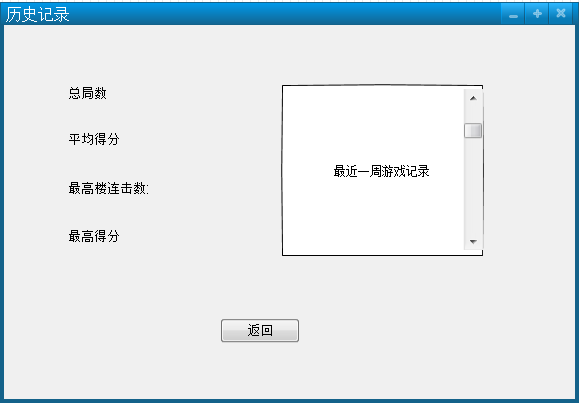 历史记录
总局数
平均得分
最高楼连击数:
最高得分
最近一周游戏记录
返回